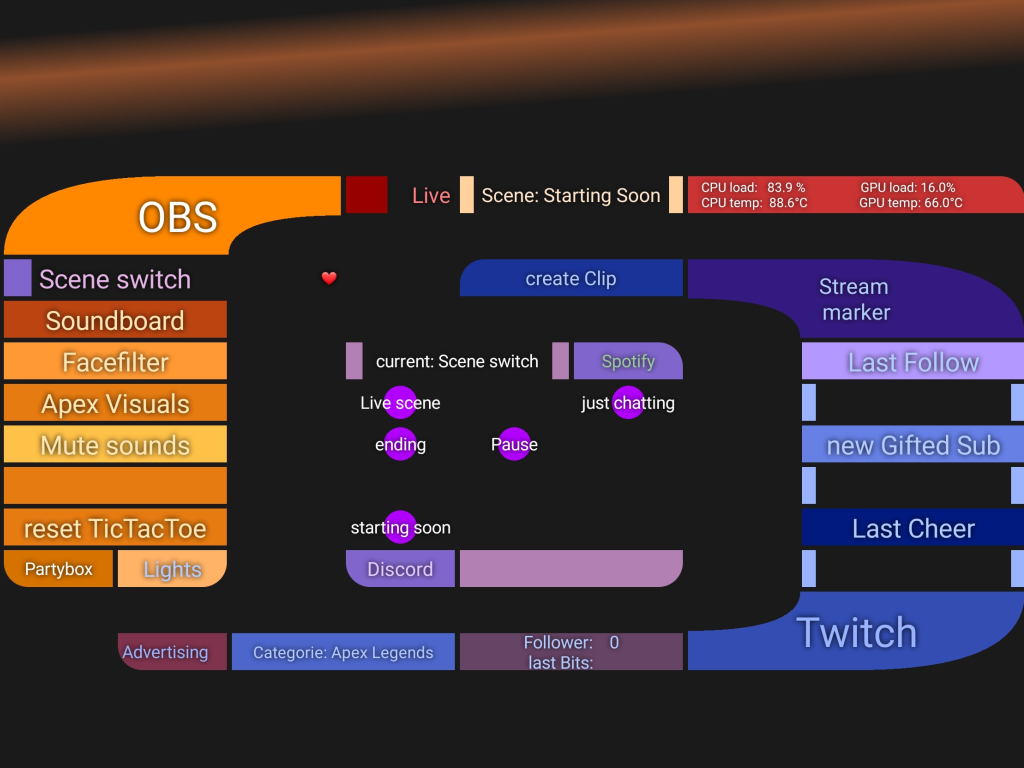 OBS
Live
Scene: Starting Soon
CPU load: 83.9 %
GPU load: 16.0%
CPU temp: 88.6°C
GPU temp: 66.0°C
Scene switch
create Clip
Stream
marker
Soundboard
Facefilter
current: Scene switch
Spotify
Last Follow
Apex Visuals
Live scene
just chatting
Mute sounds
ending
Pause
new Gifted Sub
reset TicTacToe
starting soon
Last Cheer
Partybox
Lights
Discord
Advertising
Categorie: Apex Legends
Follower: 0
last Bits:
Twitch